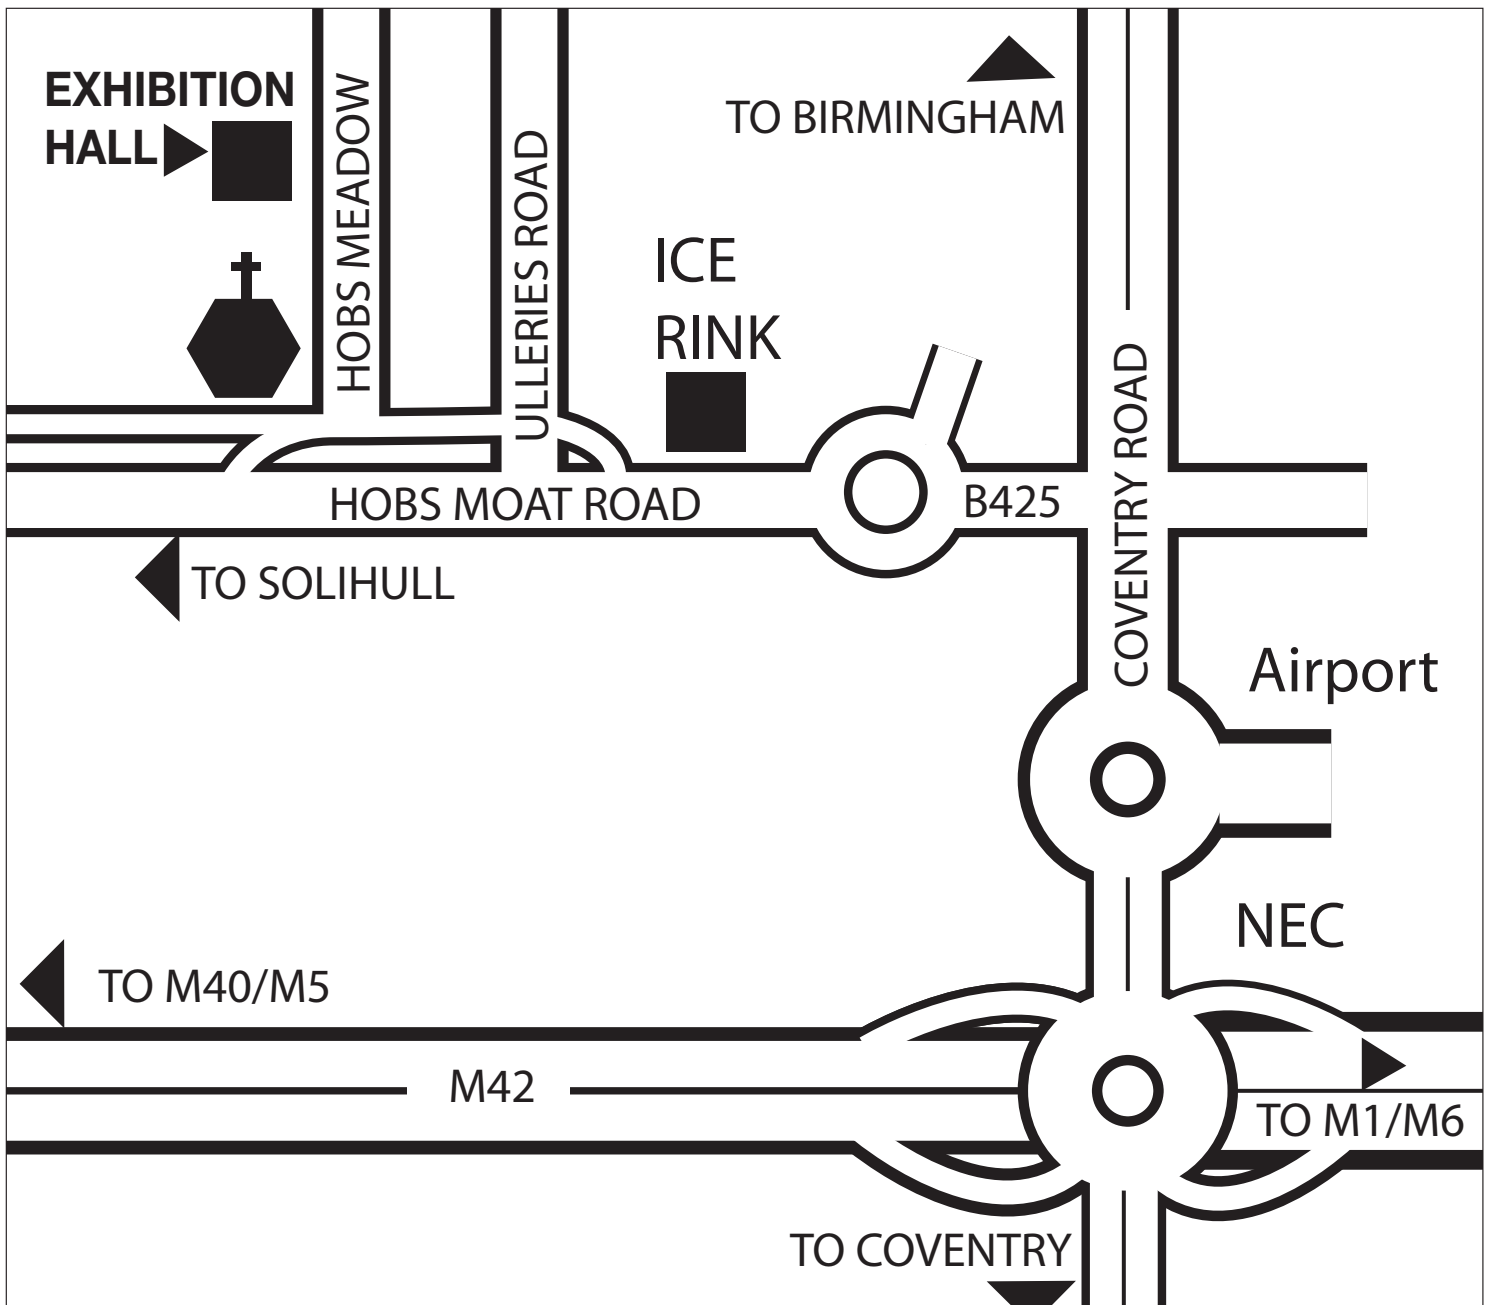 EXHIBITION
HALL
HOBS MEADOW
ULLERIES ROAD
TO BIRMINGHAM
ICE
RINK
COVENTRY ROAD
HOBS MOAT ROAD
B425
TO SOLIHULL
Airport
NEC
TO M40/M5
M42
TO M1/M6
TO COVENTRY